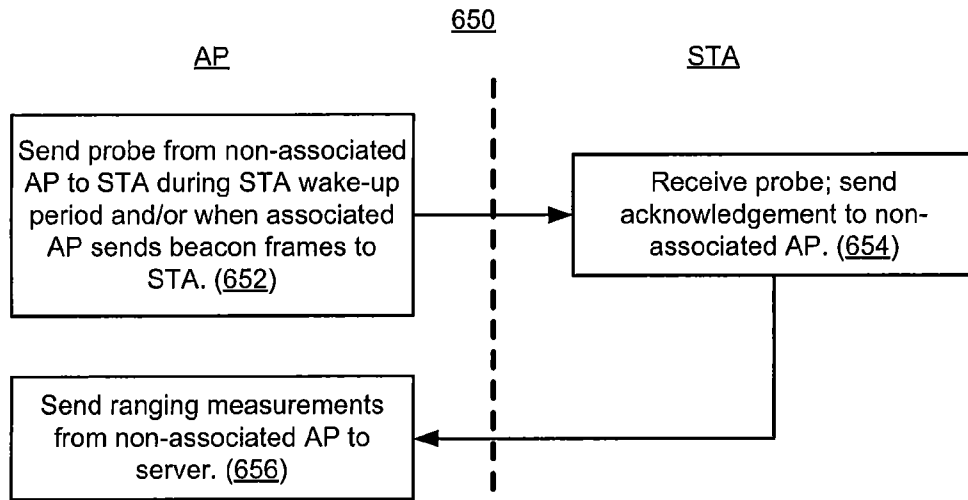 650
AP
STA
Send probe from non-associated
AP to STA during STA wake-up
period and/or when associated
AP sends beacon frames to
STA. (652)
Receive probe; send
acknowledgement to non-
associated AP. (654)
Send ranging measurements
from non-associated AP to
server. (656)